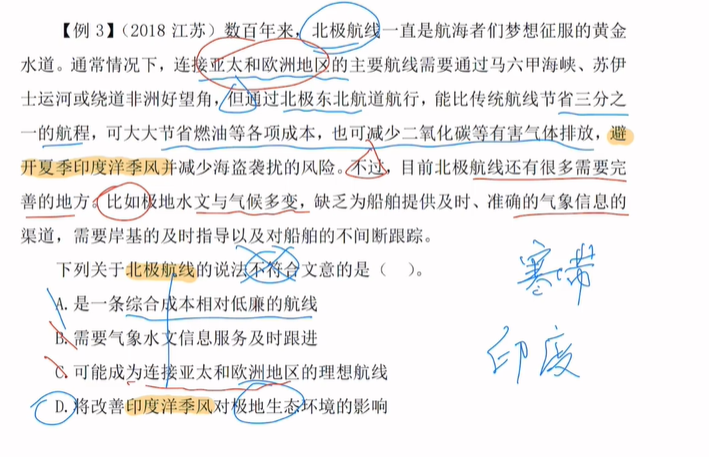 【例 3】（2018 江苏）数百年来，北极航线一直是航海者们梦想征服的黄金
水道。通常情况下，连接亚太和欧洲地区的主要航线需要通过马六甲海峡、苏伊
士运河或绕道非洲好望角，但通过北极东北航道航行，能比传统航线节省三分之
一的航程，可大大节省燃油等各项成本，也可减少二氧化碳等有害气体排放，避
开夏季印度洋季风并减少海盗袭扰的风险。不过，目前北极航线还有很多需要完
善的地方。比如极地水文与气候多变，缺乏为船舶提供及时、准确的气象信息的
渠道，需要岸基的及时指导以及对船舶的不间断跟踪。
下列关于北极航线的说法不符合文意的是（ ）。
A. 是一条综合成本相对低廉的航线
B. 需要气象水文信息服务及时跟进
C. 可能成为连接亚太和欧洲地区的理想航线
D. 将改善印度洋季风对极地生态环境的影响
寒带
印度